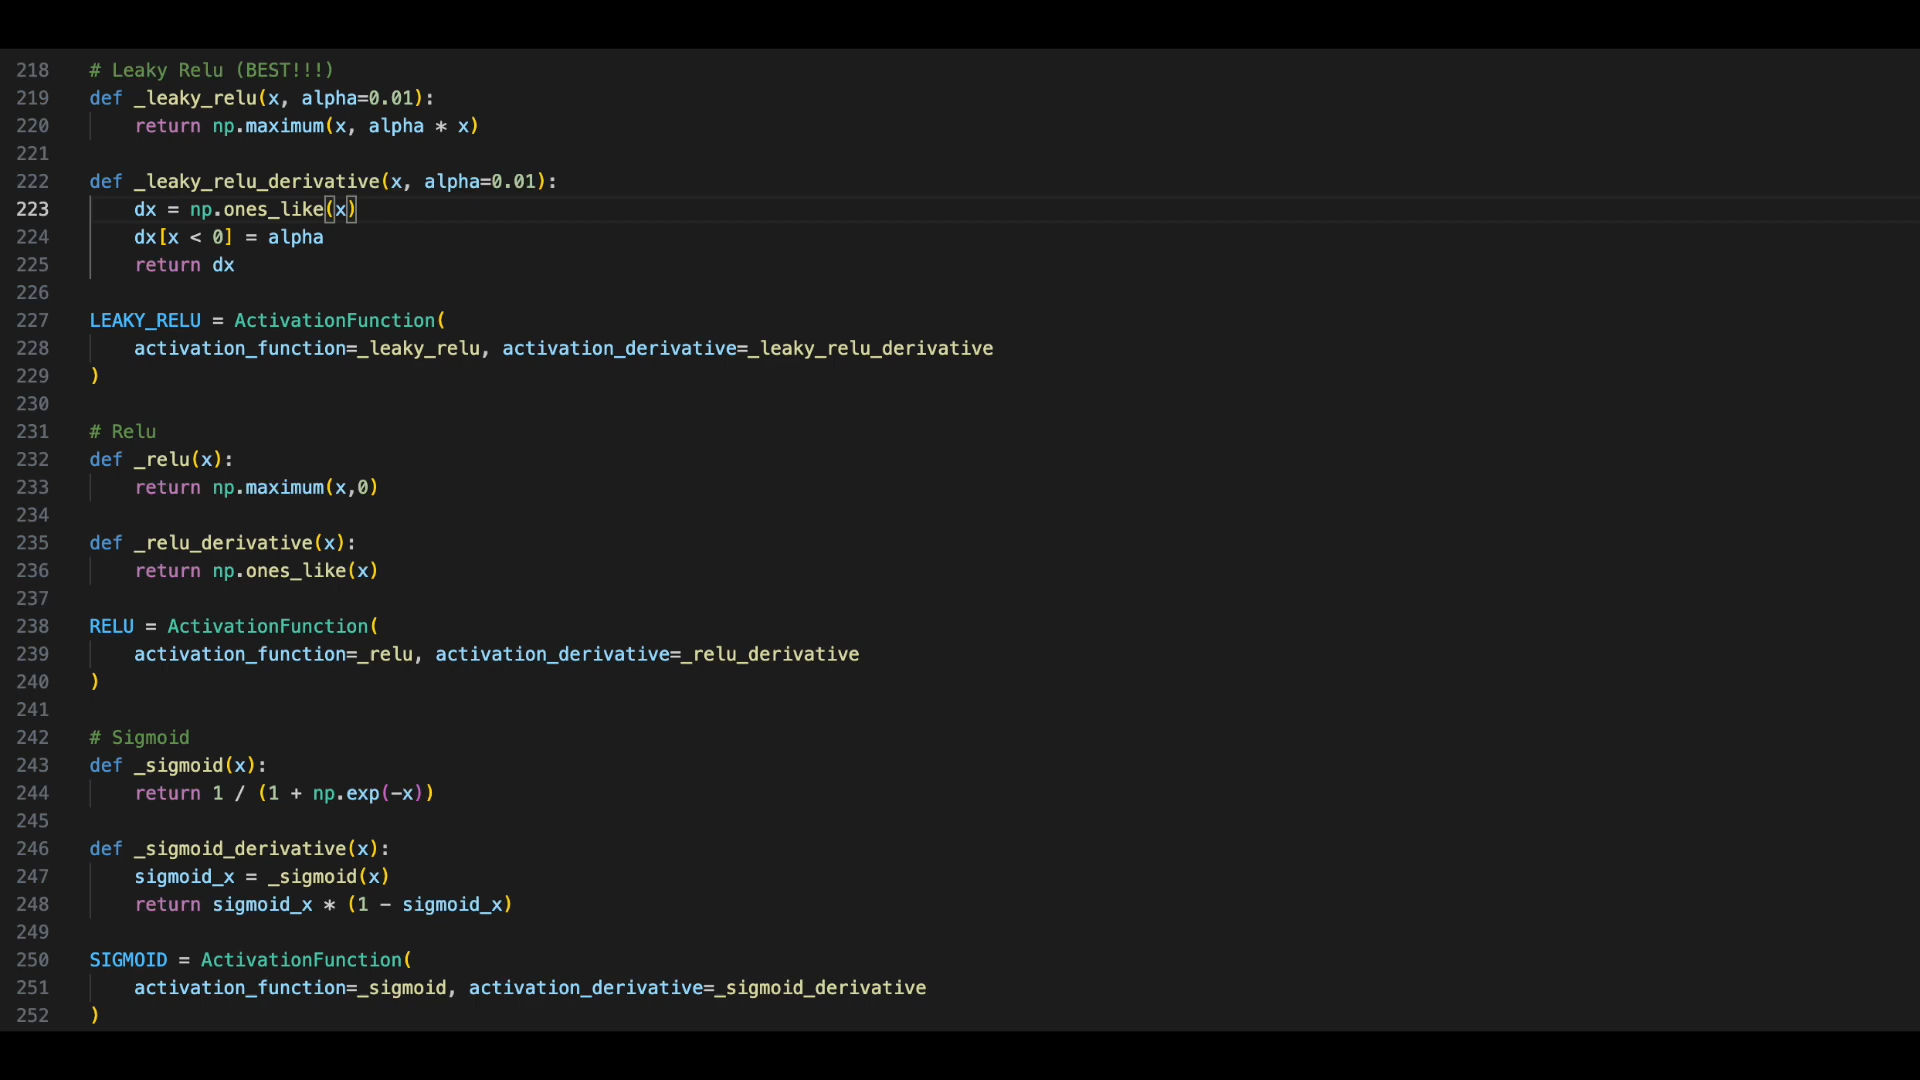 218 # Leaky Relu (BEST!!!)
219 def _leaky_relu(x, alpha=0.01):
220     return np.maximum(x, alpha * x)
221
222 def _leaky_relu_derivative(x, alpha=0.01):
223     dx = np.ones_like(x)
224     dx[x < 0] = alpha
225     return dx
226
227 LEAKY_RELU = ActivationFunction(
228     activation_function=_leaky_relu, activation_derivative=_leaky_relu_derivative
229 )
230
231 # Relu
232 def _relu(x):
233     return np.maximum(x,0)
234
235 def _relu_derivative(x):
236     return np.ones_like(x)
237
238 RELU = ActivationFunction(
239     activation_function=_relu, activation_derivative=_relu_derivative
240 )
241
242 # Sigmoid
243 def _sigmoid(x):
244     return 1 / (1 + np.exp(-x))
245
246 def _sigmoid_derivative(x):
247     sigmoid_x = _sigmoid(x)
248     return sigmoid_x * (1 - sigmoid_x)
249
250 SIGMOID = ActivationFunction(
251     activation_function=_sigmoid, activation_derivative=_sigmoid_derivative
252 )